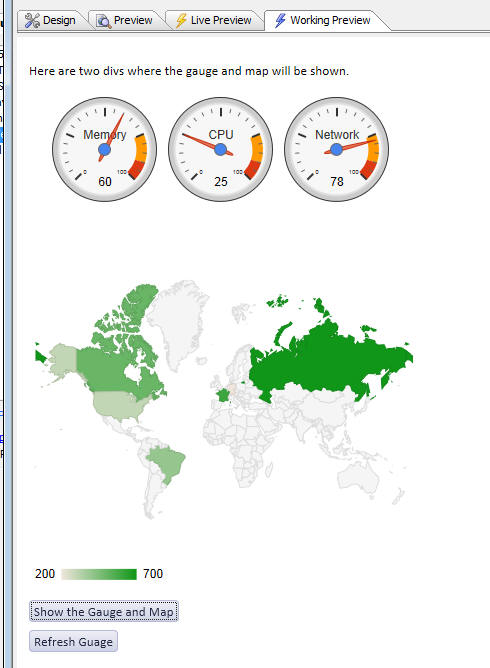 Design Preview Live Preview Working Preview
Here are two divs where the gauge and map will be shown.
Memory CPU Network
0 100 0 100 0 100
60 25 78
200 700
Show the Gauge and Map
Refresh Guage